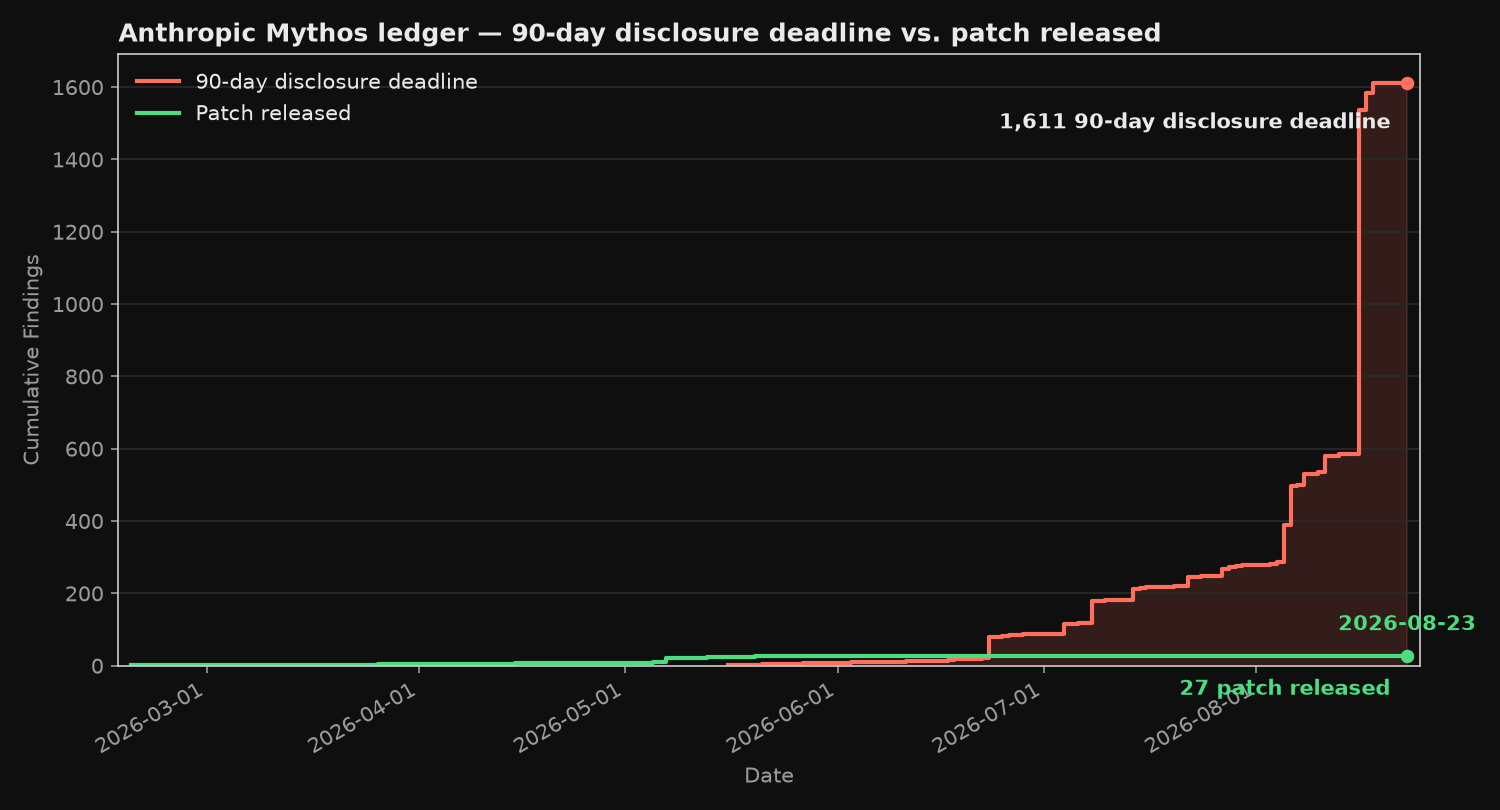 Anthropic Mythos ledger — 90-day disclosure deadline vs. patch released
90-day disclosure deadline
Patch released
1,611 90-day disclosure deadline
1600
1400
1200
1000
800
600
400
200
0
Cumulative Findings
2026-08-23
27 patch released
2026-03-01
2026-04-01
2026-05-01
2026-06-01
2026-07-01
2026-08-01
Date